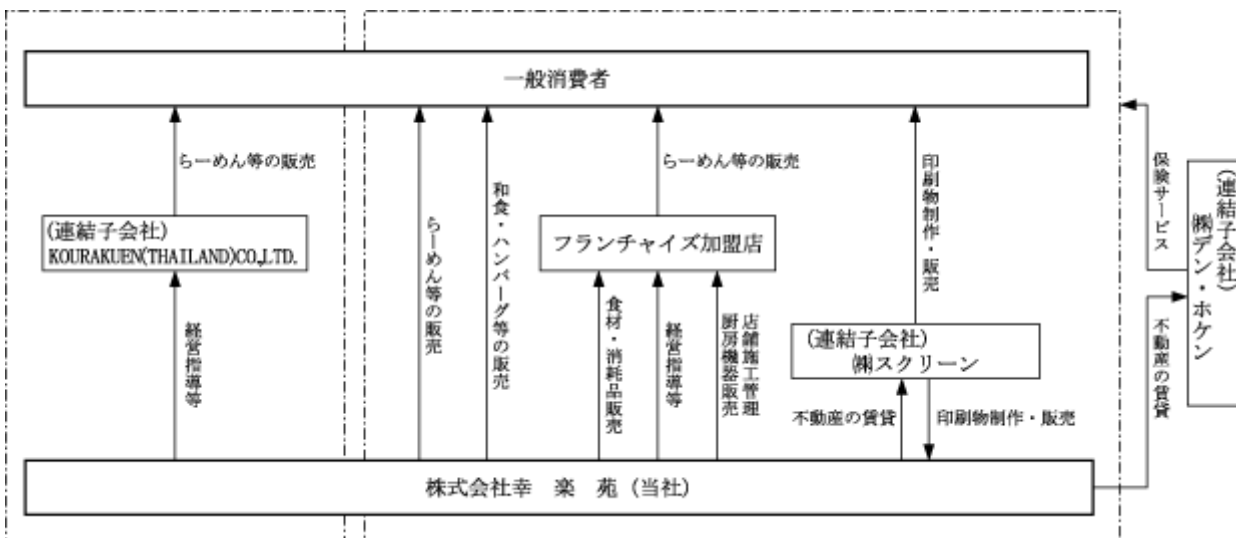 一般消費者
らーめん等の販売
(連結子会社)
KOURAKUEN(THAILAND)CO.,LTD.
経営指導等
らーめん等の販売
和食・ハンバーグ等の販売
らーめん等の販売
フランチャイズ加盟店
食材・消耗品販売
経営指導等
店舗施工管理
厨房機器販売
印刷物制作・販売
(連結子会社)
㈱スクリーン
不動産の賃貸
印刷物制作・販売
保険サービス
(連結子会社)
㈱デン・ホケン
不動産の賃貸
株式会社幸 楽 苑 (当社)